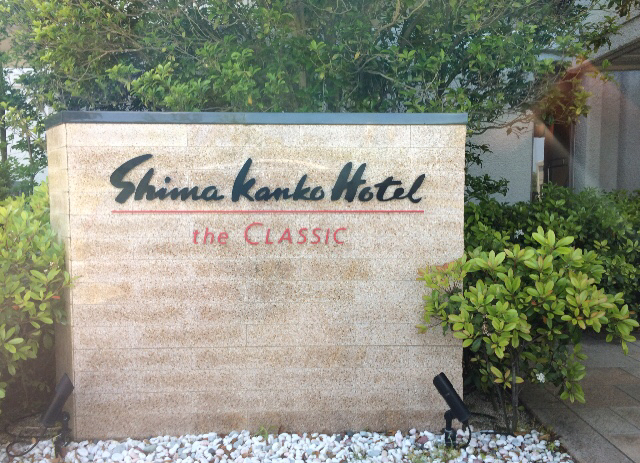 Shima Kanko Hotel
the CLASSIC